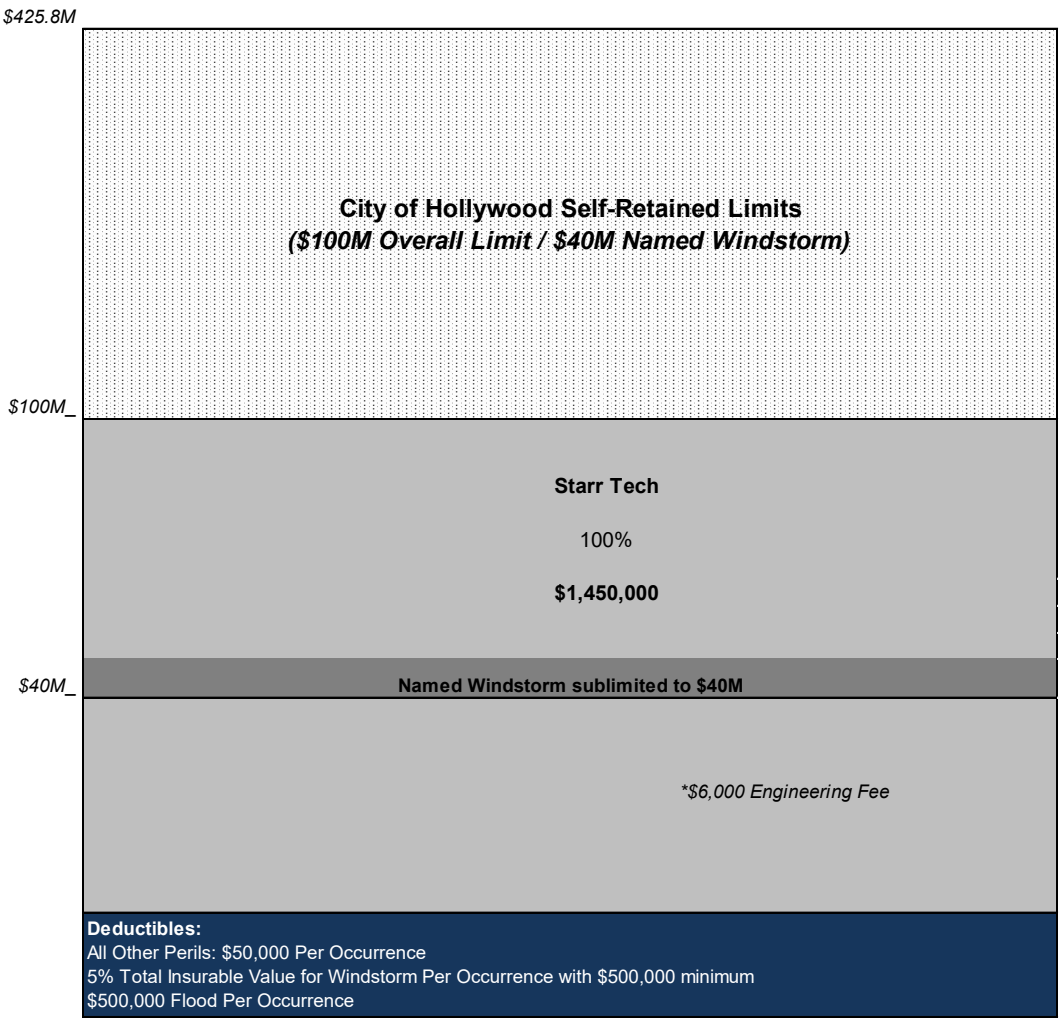 $425.8M
City of Hollywood Self-Retained Limits
($100M Overall Limit / $40M Named Windstorm)
$100M_
Starr Tech
100%
$1,450,000
$40M_
Named Windstorm sublimited to $40M
*$6,000 Engineering Fee
Deductibles:
All Other Perils: $50,000 Per Occurrence
5% Total Insurable Value for Windstorm Per Occurrence with $500,000 minimum
$500,000 Flood Per Occurrence